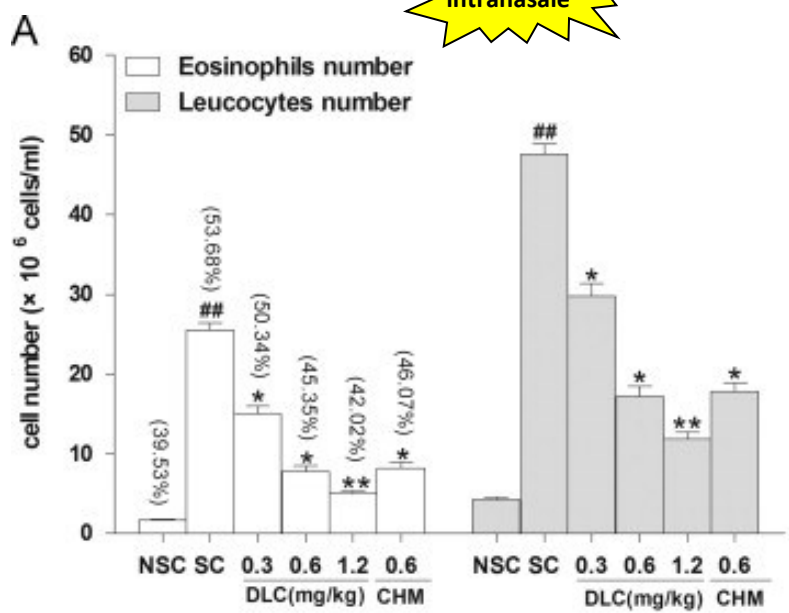 intranasale
A
60
Eosinophils number
Leucocytes number
50
40
30
20
10
0
cell number (× 10 6 cells/ml)
(39.53%)
(53.68%)
##
(50.34%)
*
(45.35%)
*
(42.02%)
**
(46.07%)
*
##
*
*
**
*
NSC SC 0.3 0.6 1.2 0.6
DLC(mg/kg) CHM
NSC SC 0.3 0.6 1.2 0.6
DLC(mg/kg) CHM